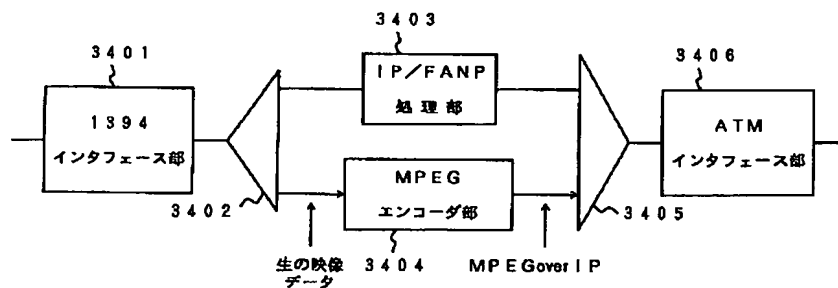 3403
3401
IP/FANP
処理部
3406
1394
インタフェース部
ATM
インタフェース部
MPEG
エンコーダ部
3402
3405
生の映像
データ
3404
MPEGover IP